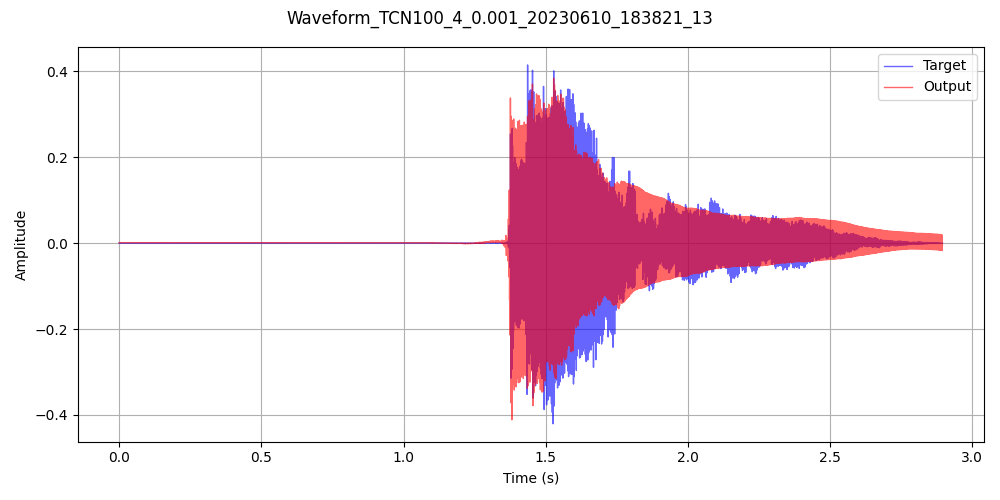 Waveform_TCN100_4_0.001_20230610_183821_13
Target
Output
0.4
0.2
0.0
−0.2
−0.4
Amplitude
0.0
0.5
1.0
1.5
2.0
2.5
3.0
Time (s)